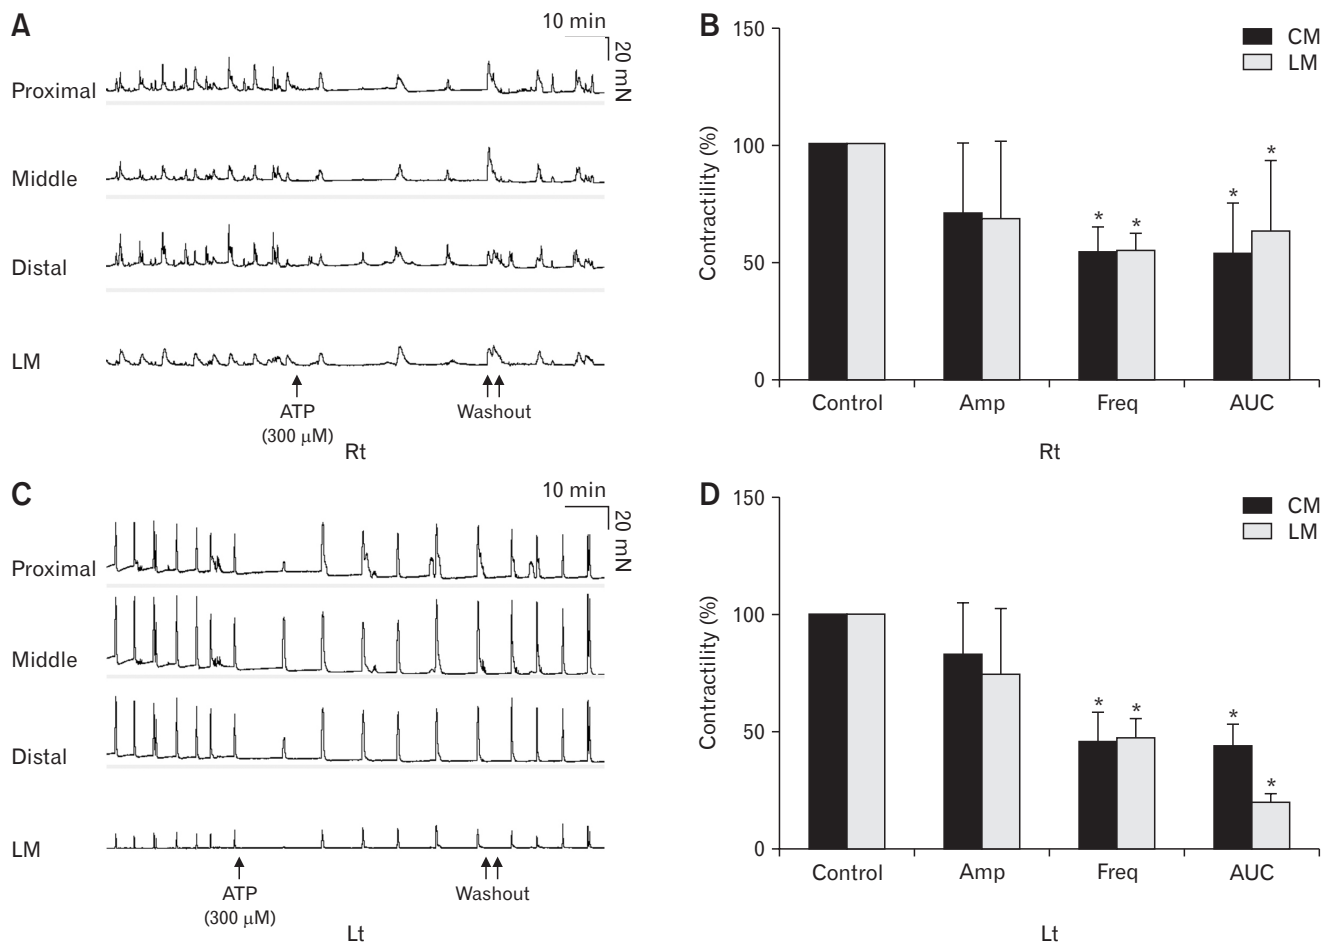 A
10 min
20 mN
Proximal
Middle
Distal
LM
ATP
(300 μM)
Washout
Rt
B
150
100
50
0
Contractility (%)
CM
LM
*
*
*
*
Control
Amp
Freq
AUC
Rt
C
10 min
20 mN
Proximal
Middle
Distal
LM
ATP
(300 μM)
Washout
Lt
D
150
100
50
0
Contractility (%)
CM
LM
*
*
*
*
Control
Amp
Freq
AUC
Lt